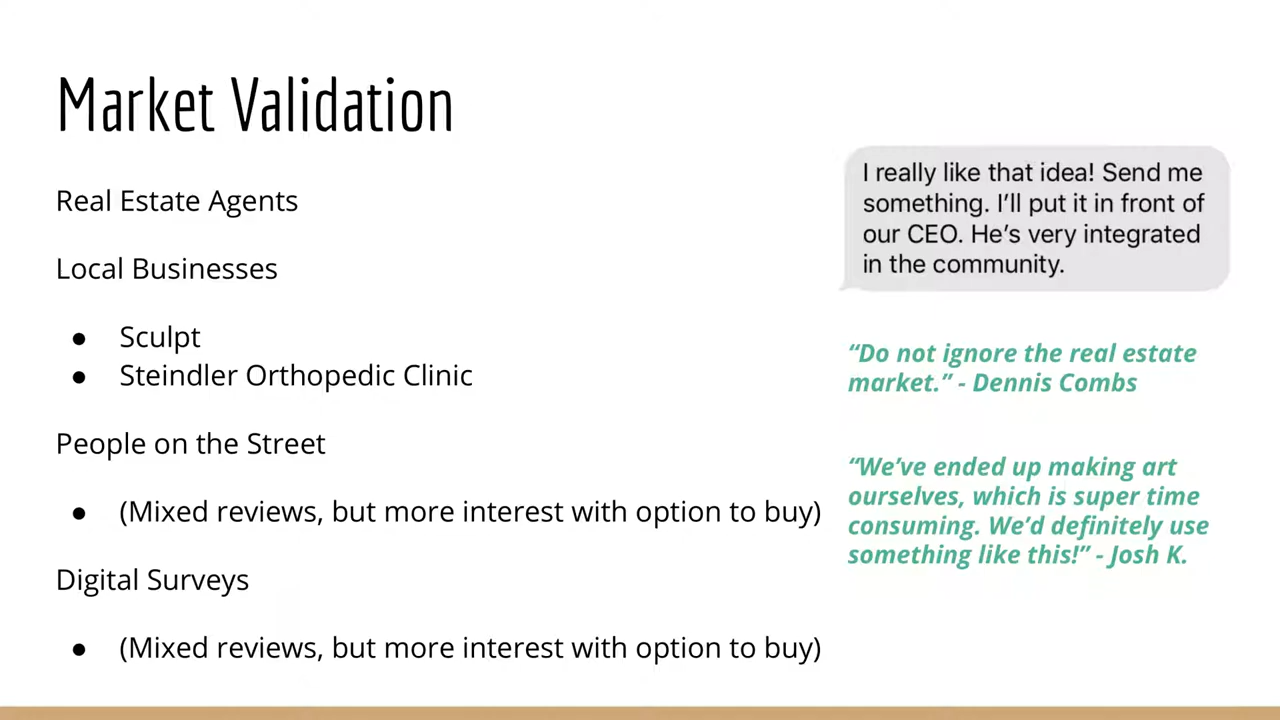 Market Validation
Real Estate Agents
Local Businesses
● Sculpt
● Steindler Orthopedic Clinic
People on the Street
● (Mixed reviews, but more interest with option to buy)
Digital Surveys
● (Mixed reviews, but more interest with option to buy)
I really like that idea! Send me
something. I’ll put it in front of
our CEO. He’s very integrated
in the community.
“Do not ignore the real estate
market.” - Dennis Combs
“We’ve ended up making art
ourselves, which is super time
consuming. We’d definitely use
something like this!” - Josh K.